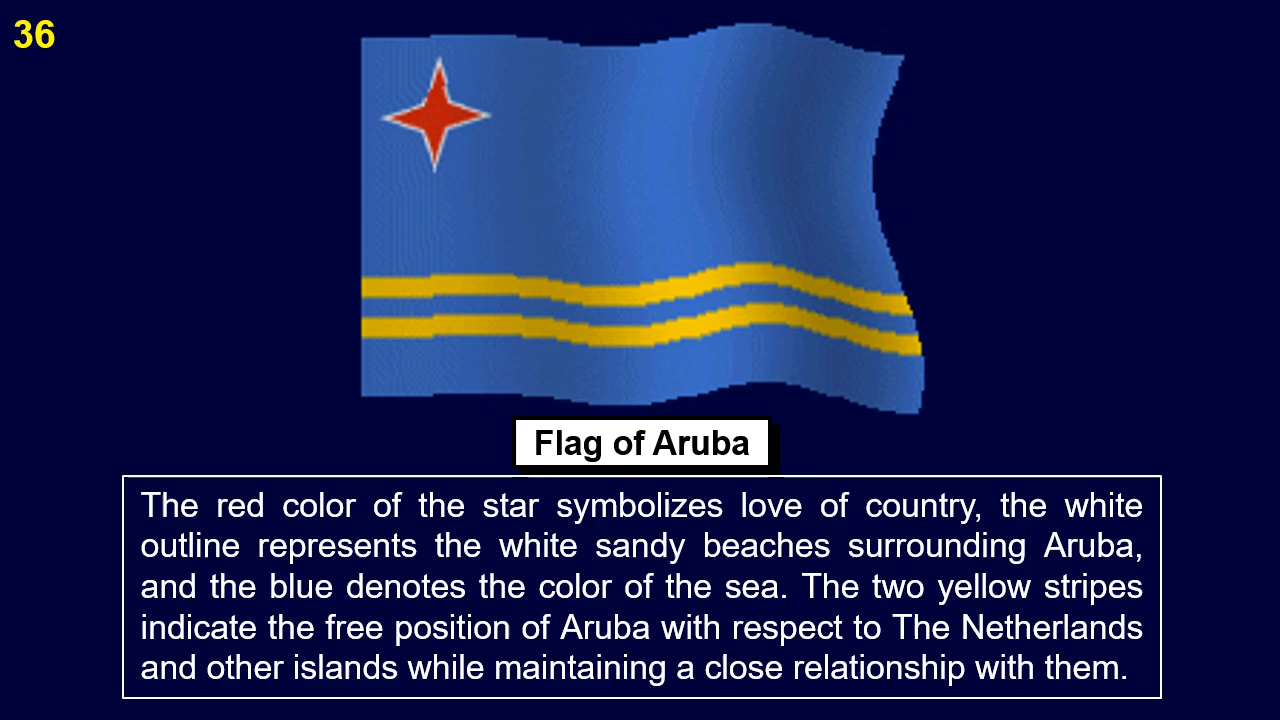 36
Flag of Aruba
The red color of the star symbolizes love of country, the white
outline represents the white sandy beaches surrounding Aruba,
and the blue denotes the color of the sea. The two yellow stripes
indicate the free position of Aruba with respect to The Netherlands
and other islands while maintaining a close relationship with them.